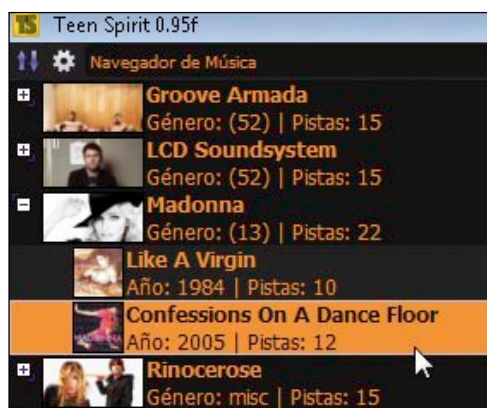 TS Teen Spirit 0.95f
Navegador de Música
Groove Armada
Género: (52) | Pistas: 15
LCD Soundsystem
Género: (52) | Pistas: 15
Madonna
Género: (13) | Pistas: 22
Like A Virgin
Año: 1984 | Pistas: 10
Confessions On A Dance Floor
Año: 2005 | Pistas: 12
Rinocerose
Género: misc | Pistas: 15